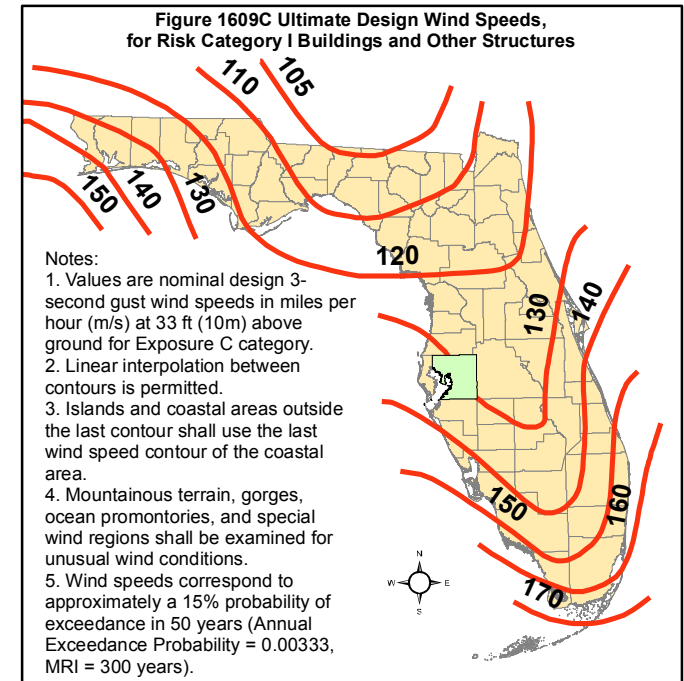 Figure 1609C Ultimate Design Wind Speeds,
for Risk Category I Buildings and Other Structures
105
110
150
140
130
120
130
140
150
160
170
Notes:
1. Values are nominal design 3-
second gust wind speeds in miles per
hour (m/s) at 33 ft (10m) above
ground for Exposure C category.
2. Linear interpolation between
contours is permitted.
3. Islands and coastal areas outside
the last contour shall use the last
wind speed contour of the coastal
area.
4. Mountainous terrain, gorges,
ocean promontories, and special
wind regions shall be examined for
unusual wind conditions.
5. Wind speeds correspond to
approximately a 15% probability of
exceedance in 50 years (Annual
Exceedance Probability = 0.00333,
MRI = 300 years).
N
W E
S